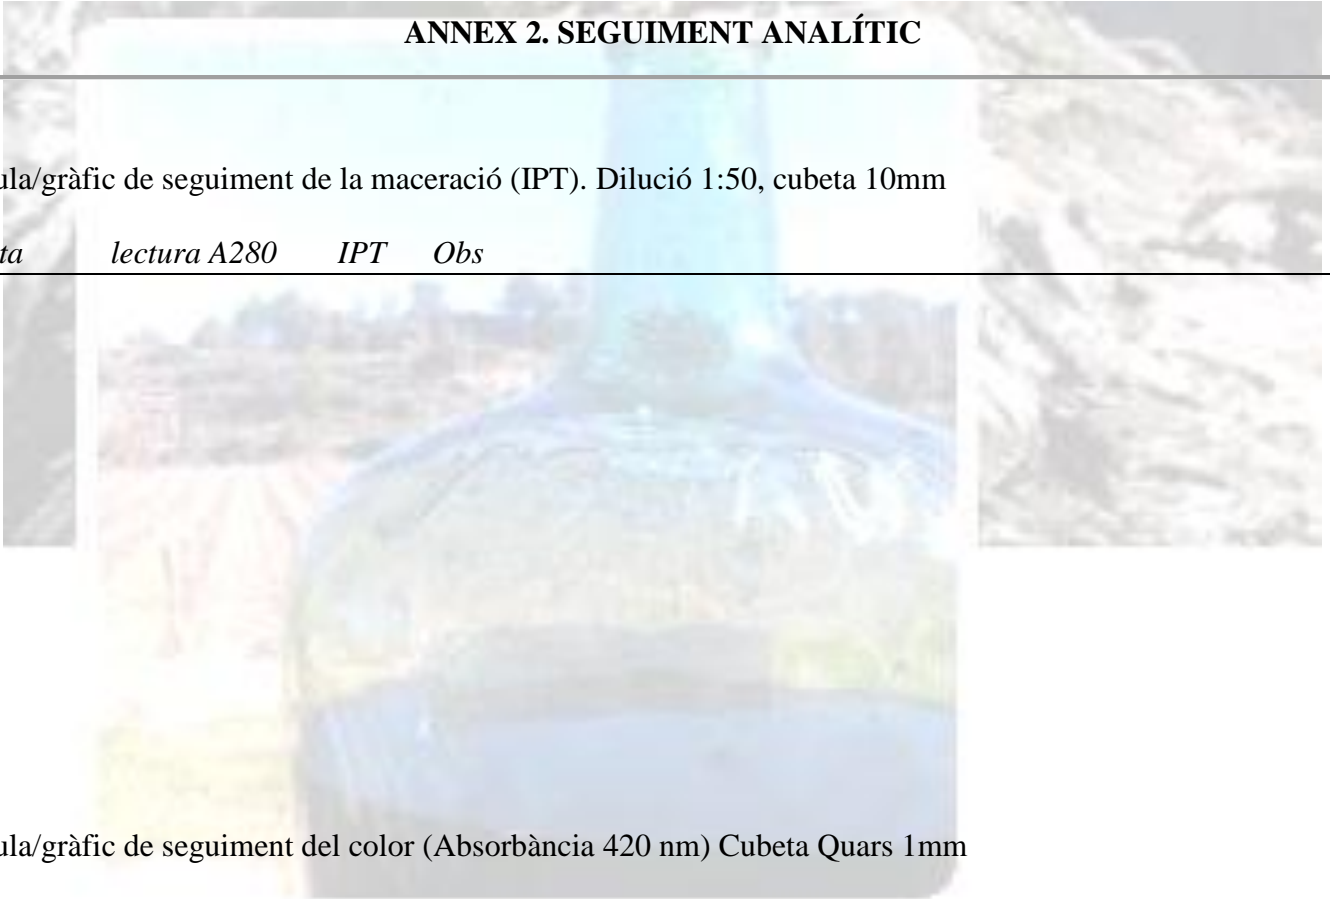 ANNEX 2. SEGUIMENT ANALÍTIC
ula/gràfic de seguiment de la maceració (IPT). Dilució 1:50, cubeta 10mm
ta lectura A280 IPT Obs
ula/gràfic de seguiment del color (Absorbància 420 nm) Cubeta Quars 1mm